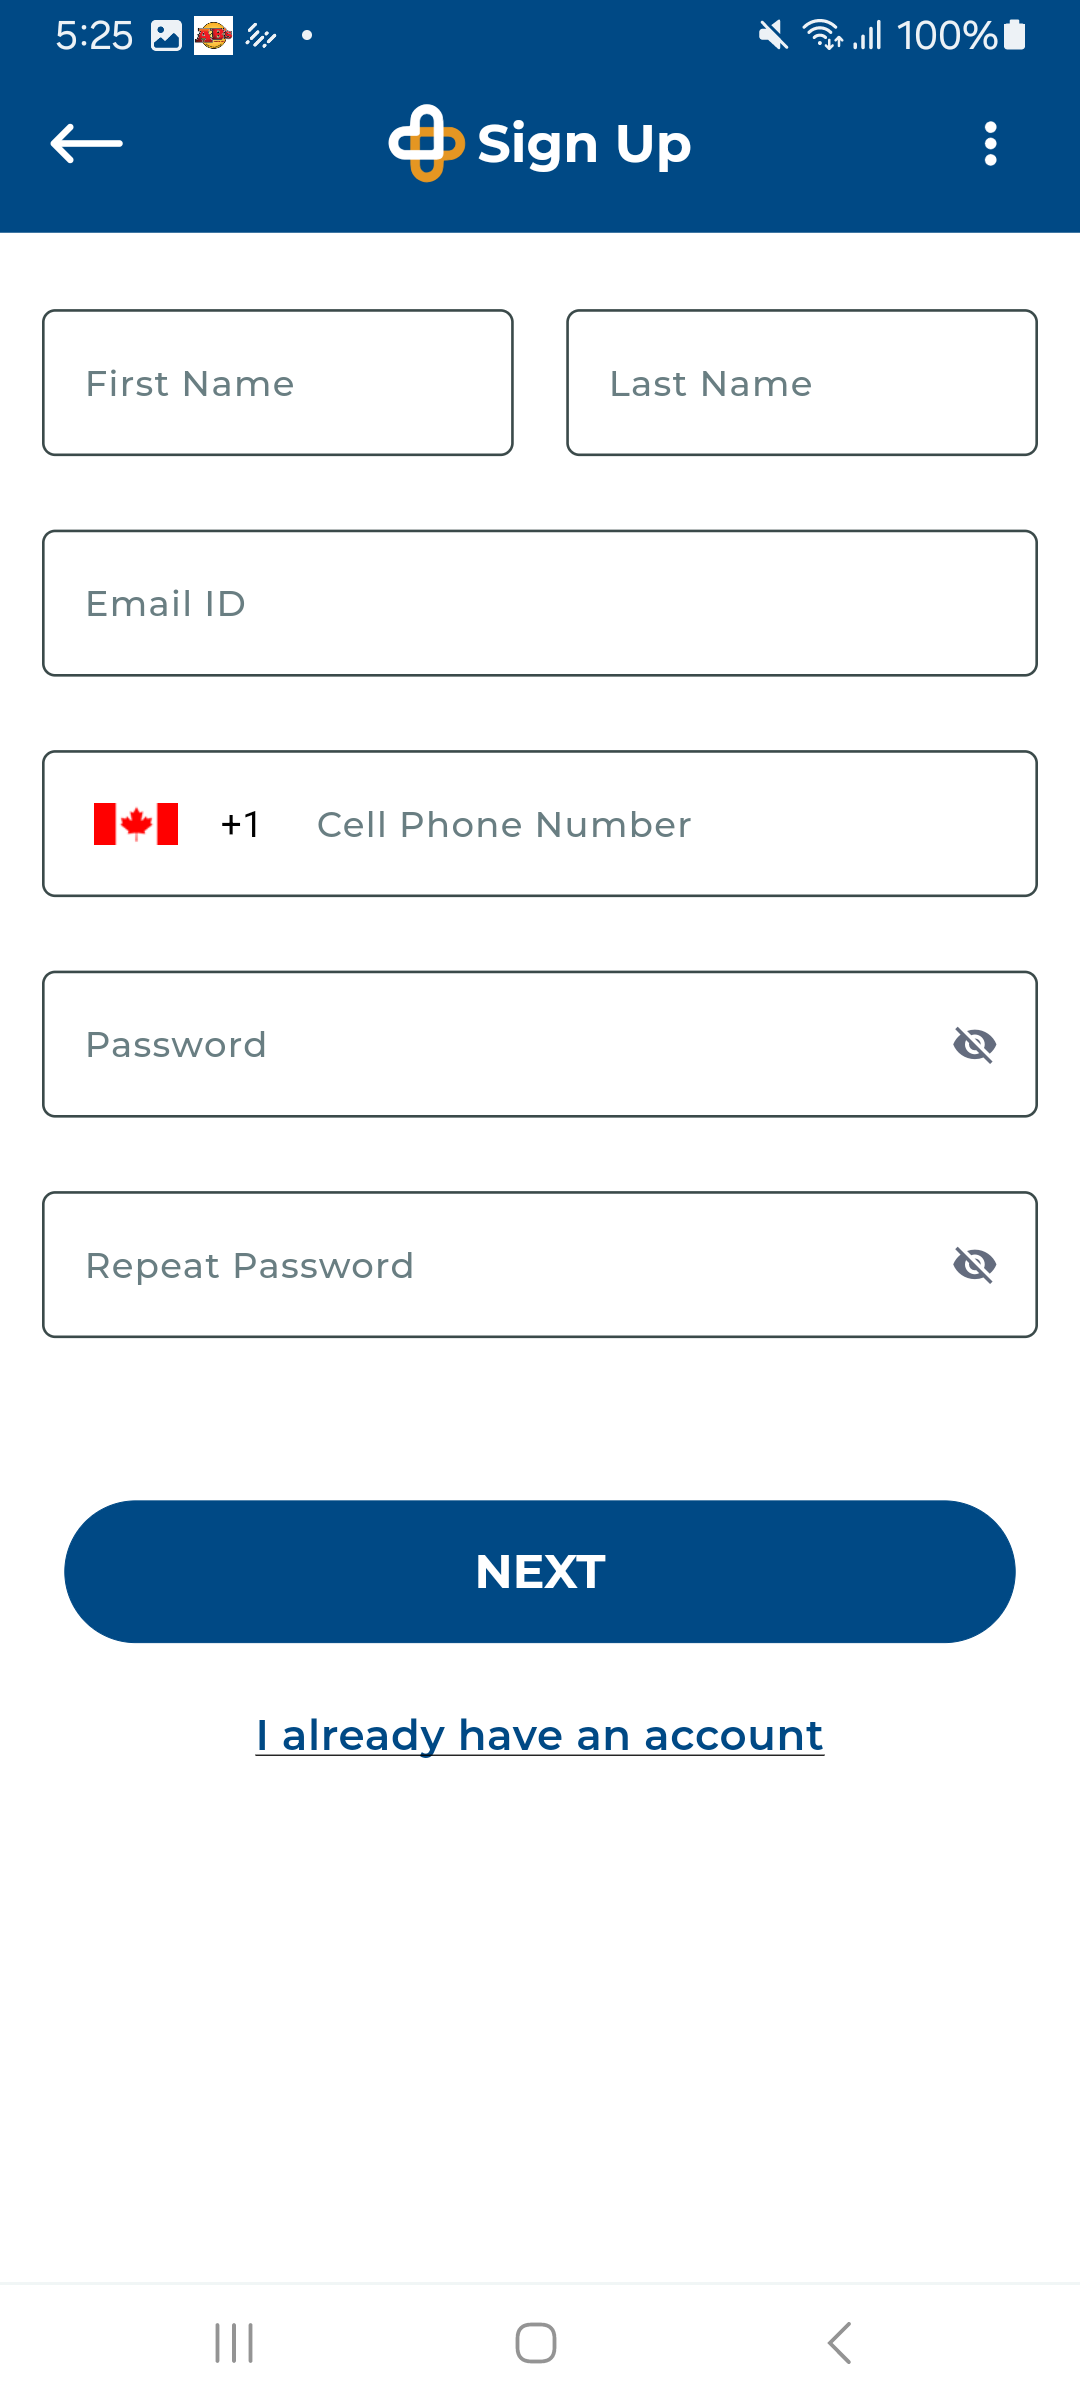 5:25 100%
Sign Up
First Name Last Name
Email ID
+1 Cell Phone Number
Password
Repeat Password
NEXT
I already have an account